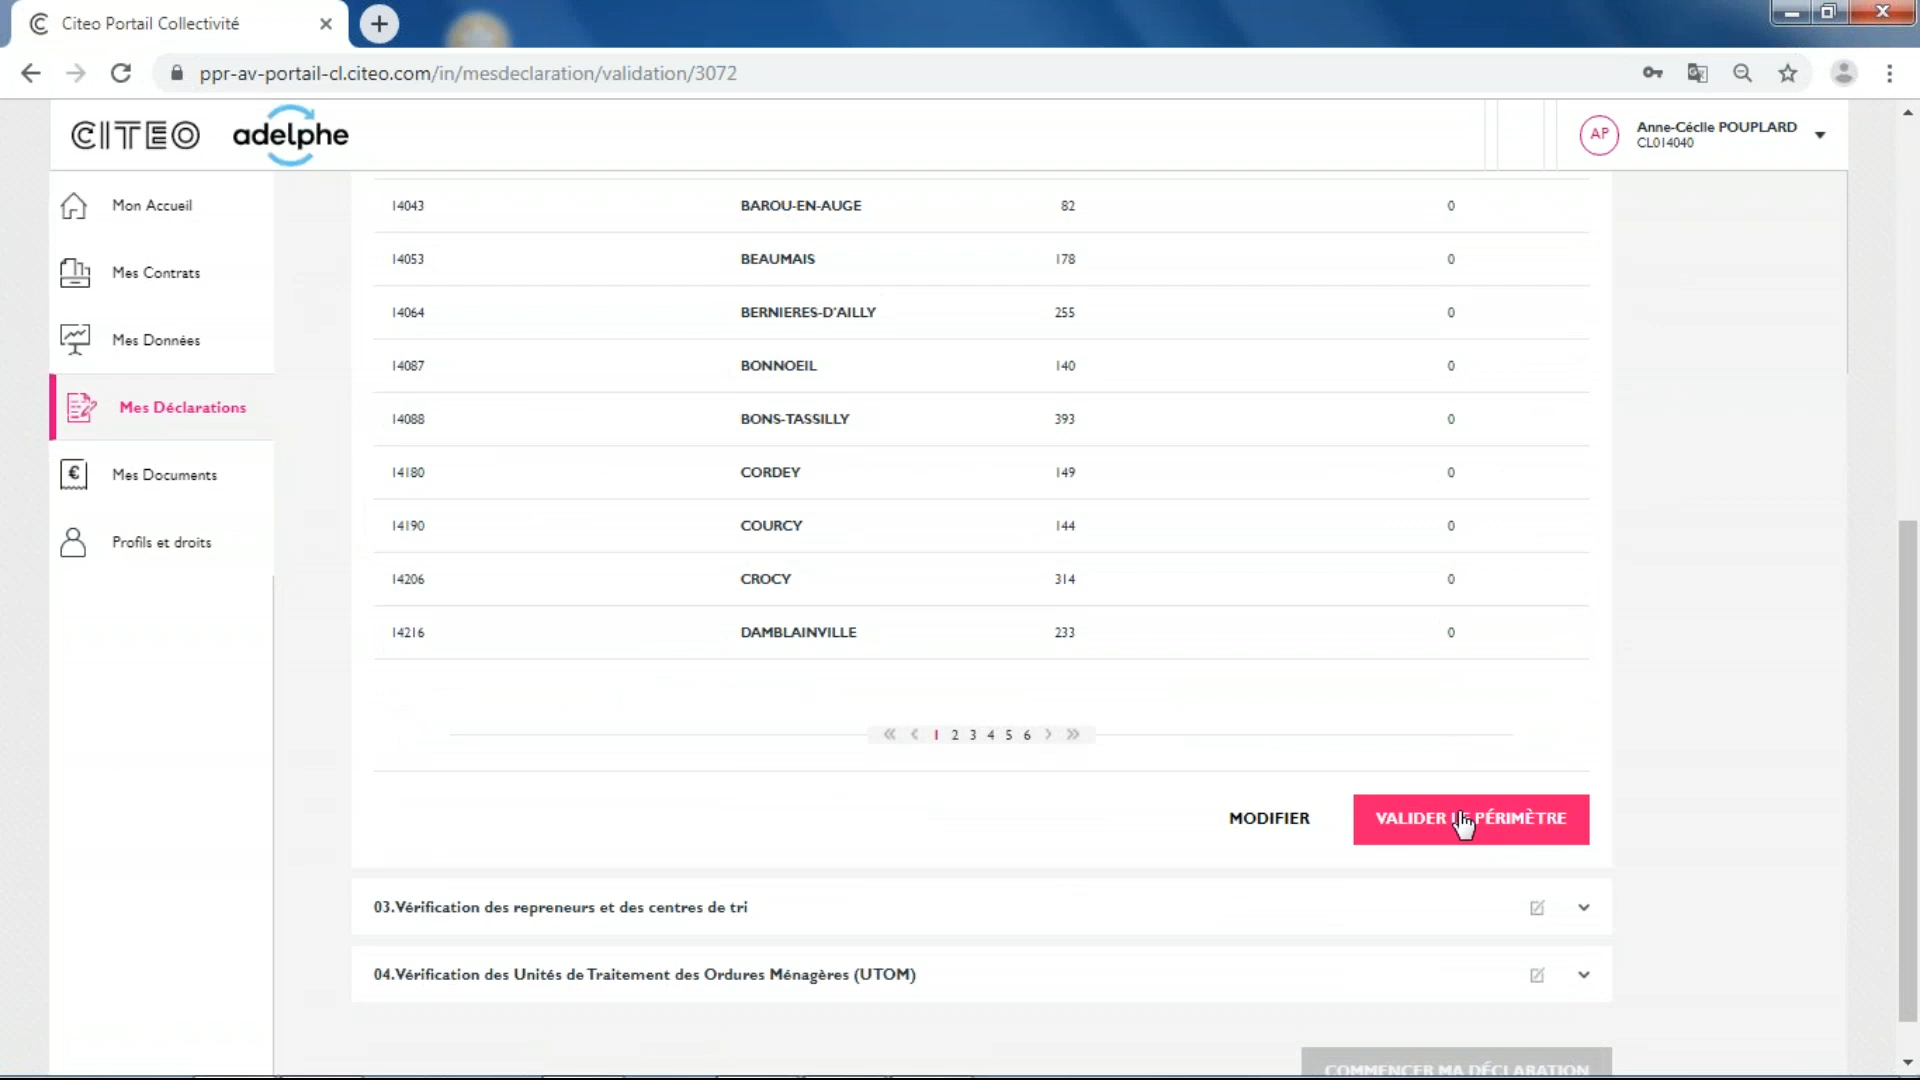 Citeo Portail Collectivité
ppr-av-portail-cl.citeo.com/in/mesdeclaration/validation/3072
CITEO adelphe
AP
Anne-Cécile POUPLARD
CL014040
Mon Accueil
Mes Contrats
Mes Données
Mes Déclarations
Mes Documents
Profils et droits
14043 BAROU-EN-AUGE 82 0
14053 BEAUMAIS 178 0
14064 BERNIERES-D'AILLY 255 0
14087 BONNOEIL 140 0
14088 BONS-TASSILLY 393 0
14180 CORDEY 149 0
14190 COURCY 144 0
14206 CROCY 314 0
14216 DAMBLAINVILLE 233 0
« ‹ 1 2 3 4 5 6 › »
MODIFIER VALIDER LE PÉRIMÈTRE
03.Vérification des repreneurs et des centres de tri
04.Vérification des Unités de Traitement des Ordures Ménagères (UTOM)
COMMENCER MA DÉCLARATION